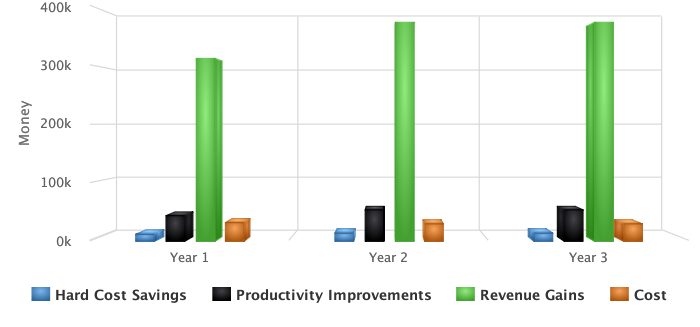 400k
300k
200k
100k
0k
Money
Year 1 Year 2 Year 3
Hard Cost Savings Productivity Improvements Revenue Gains Cost